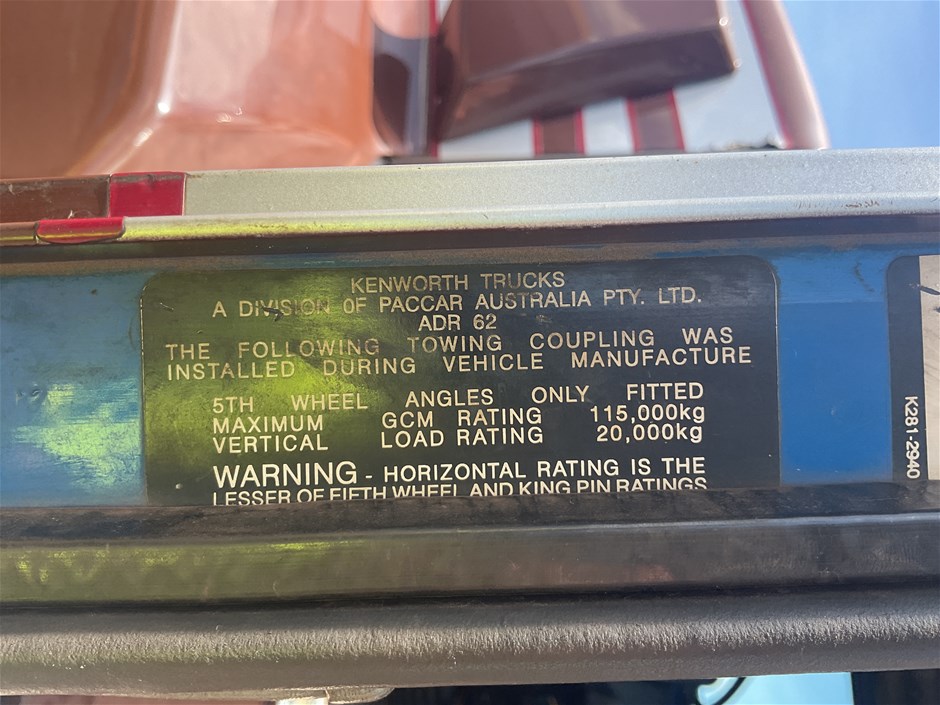 KENWORTH TRUCKS
A DIVISION OF PACCAR AUSTRALIA PTY. LTD.
ADR 62
THE FOLLOWING TOWING COUPLING WAS
INSTALLED DURING VEHICLE MANUFACTURE
5TH WHEEL ANGLES ONLY FITTED
MAXIMUM GCM RATING 115,000kg
VERTICAL LOAD RATING 20,000kg
WARNING - HORIZONTAL RATING IS THE
LESSER OF FIFTH WHEEL AND KING PIN RATINGS
K281-2940